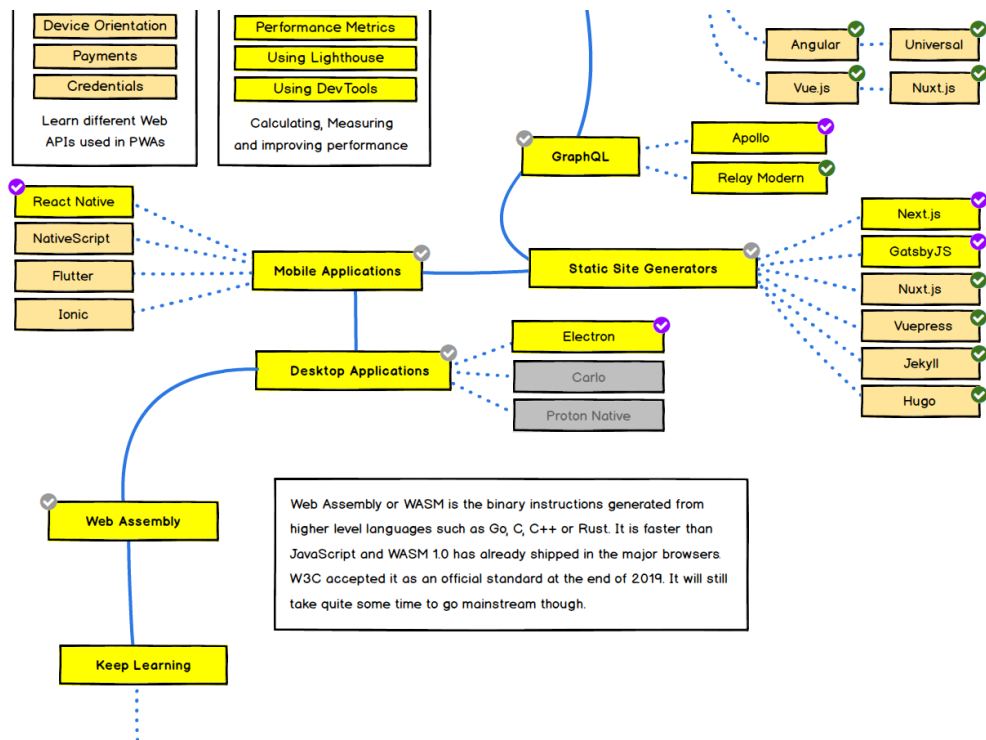 Device Orientation
Payments
Credentials
Learn different Web
APIs used in PWAs
Performance Metrics
Using Lighthouse
Using DevTools
Calculating, Measuring
and improving performance
Angular
Universal
Vue.js
Nuxt.js
GraphQL
Apollo
Relay Modern
React Native
NativeScript
Flutter
Ionic
Mobile Applications
Static Site Generators
Next.js
GatsbyJS
Nuxt.js
Vuepress
Jekyll
Hugo
Desktop Applications
Electron
Carlo
Proton Native
Web Assembly
Web Assembly or WASM is the binary instructions generated from
higher level languages such as Go, C, C++ or Rust. It is faster than
JavaScript and WASM 1.0 has already shipped in the major browsers.
W3C accepted it as an official standard at the end of 2019. It will still
take quite some time to go mainstream though.
Keep Learning